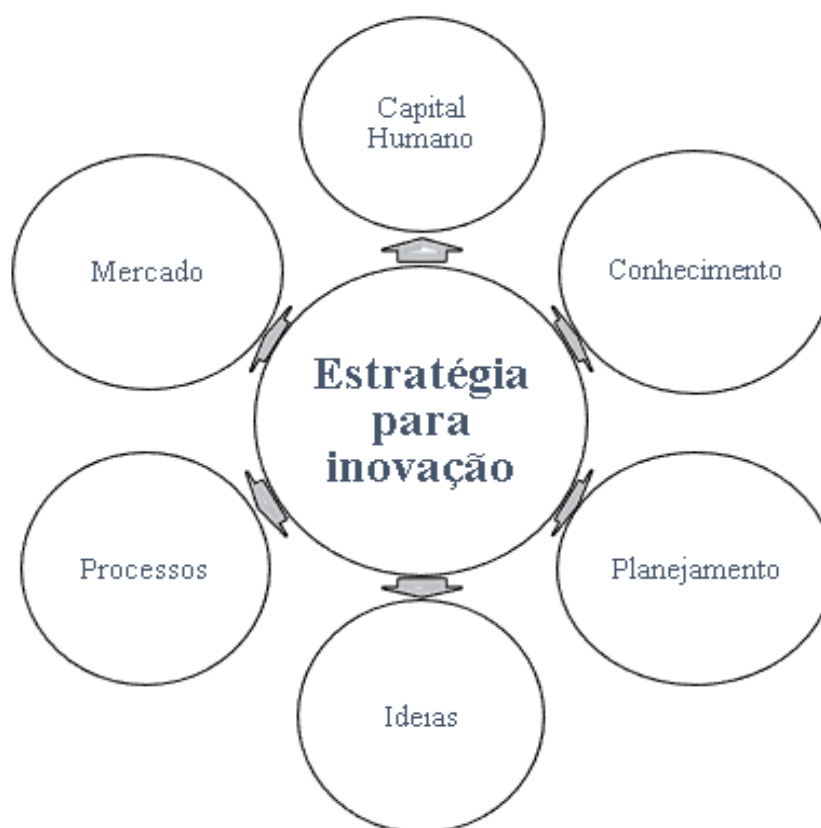 Capital
Humano
Mercado
Conhecimento
Estratégia
para
inovação
Processos
Planejamento
Ideias